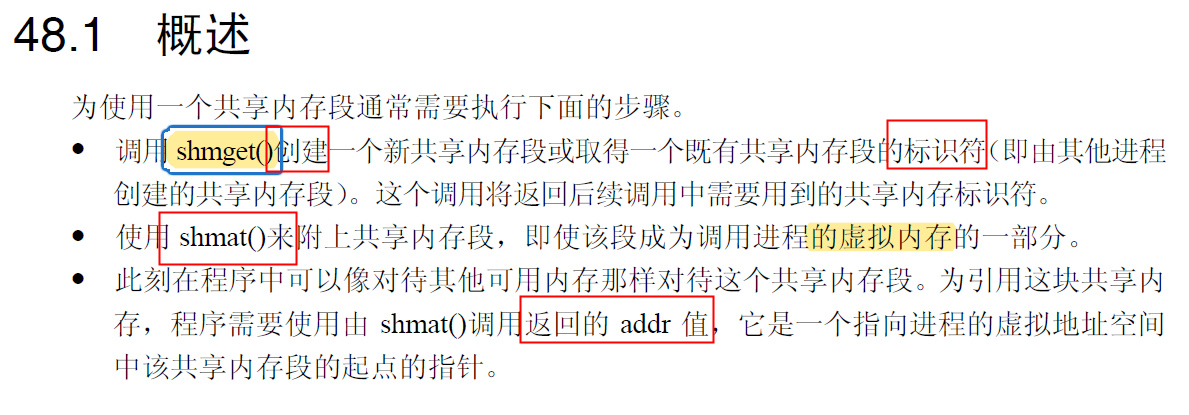 48.1 概述
为使用一个共享内存段通常需要执行下面的步骤。
● 调用 shmget()创建一个新共享内存段或取得一个既有共享内存段的标识符(即由其他进程
创建的共享内存段)。这个调用将返回后续调用中需要用到的共享内存标识符。
● 使用 shmat()来附上共享内存段，即使该段成为调用进程的虚拟内存的一部分。
● 此刻在程序中可以像对待其他可用内存那样对待这个共享内存段。为引用这块共享内
存，程序需要使用由 shmat()调用返回的 addr 值，它是一个指向进程的虚拟地址空间
中该共享内存段的起点的指针。